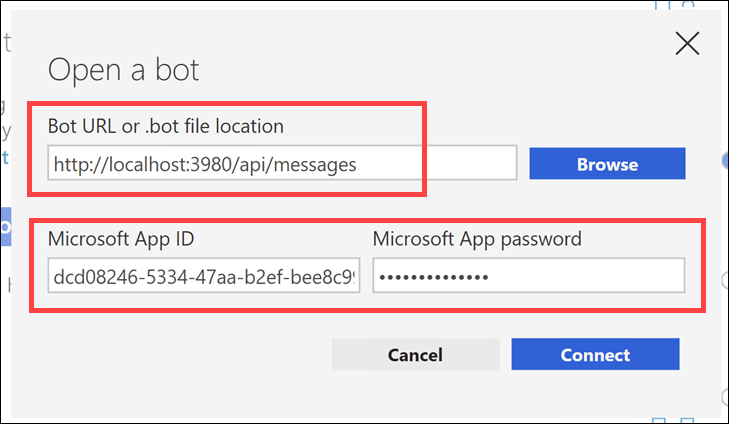 Open a bot
Bot URL or .bot file location
http://localhost:3980/api/messages
Browse
Microsoft App ID
Microsoft App password
dcd08246-5334-47aa-b2ef-bee8c9
••••••••••••••
Cancel
Connect